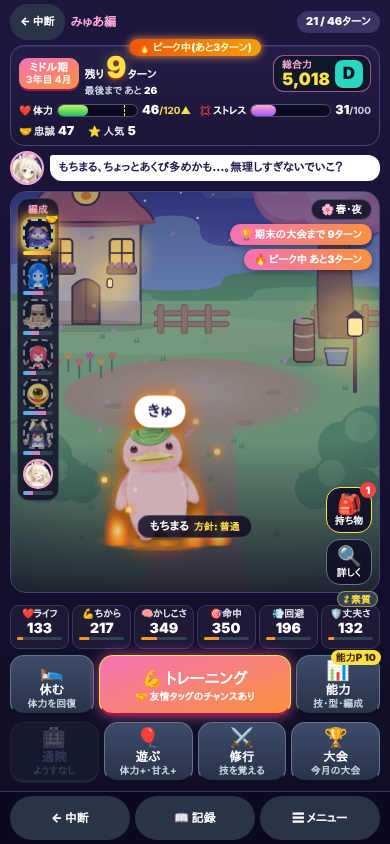 ← 中断
みゅあ編
21 / 46ターン
🔥 ピーク中(あと3ターン)
ミドル期
3年目 4月
残り 9 ターン
最後まで あと 26
総合力
5,018 D
❤️ 体力 46/120▲
💢 ストレス 31/100
🤝 忠誠 47 ⭐ 人気 5
もちまる、ちょっとあくび多めかも…。無理しすぎないでいこ？
編成
🌸 春・夜
🏆 期末の大会まで 9ターン
🔥 ピーク中 あと3ターン
きゅ
もちまる 方針: 普通
1
持ち物
詳しく
素質
❤️ライフ
133
💪ちから
217
🧠かしこさ
349
🎯命中
350
💨回避
196
🛡️丈夫さ
132
能力P 10
休む
体力を回復
💪 トレーニング
🤝 友情タッグのチャンスあり
能力
技・型・編成
通院
ようすなし
遊ぶ
体力+・甘え+
修行
技を覚える
大会
今月の大会
← 中断
📖 記録
☰ メニュー